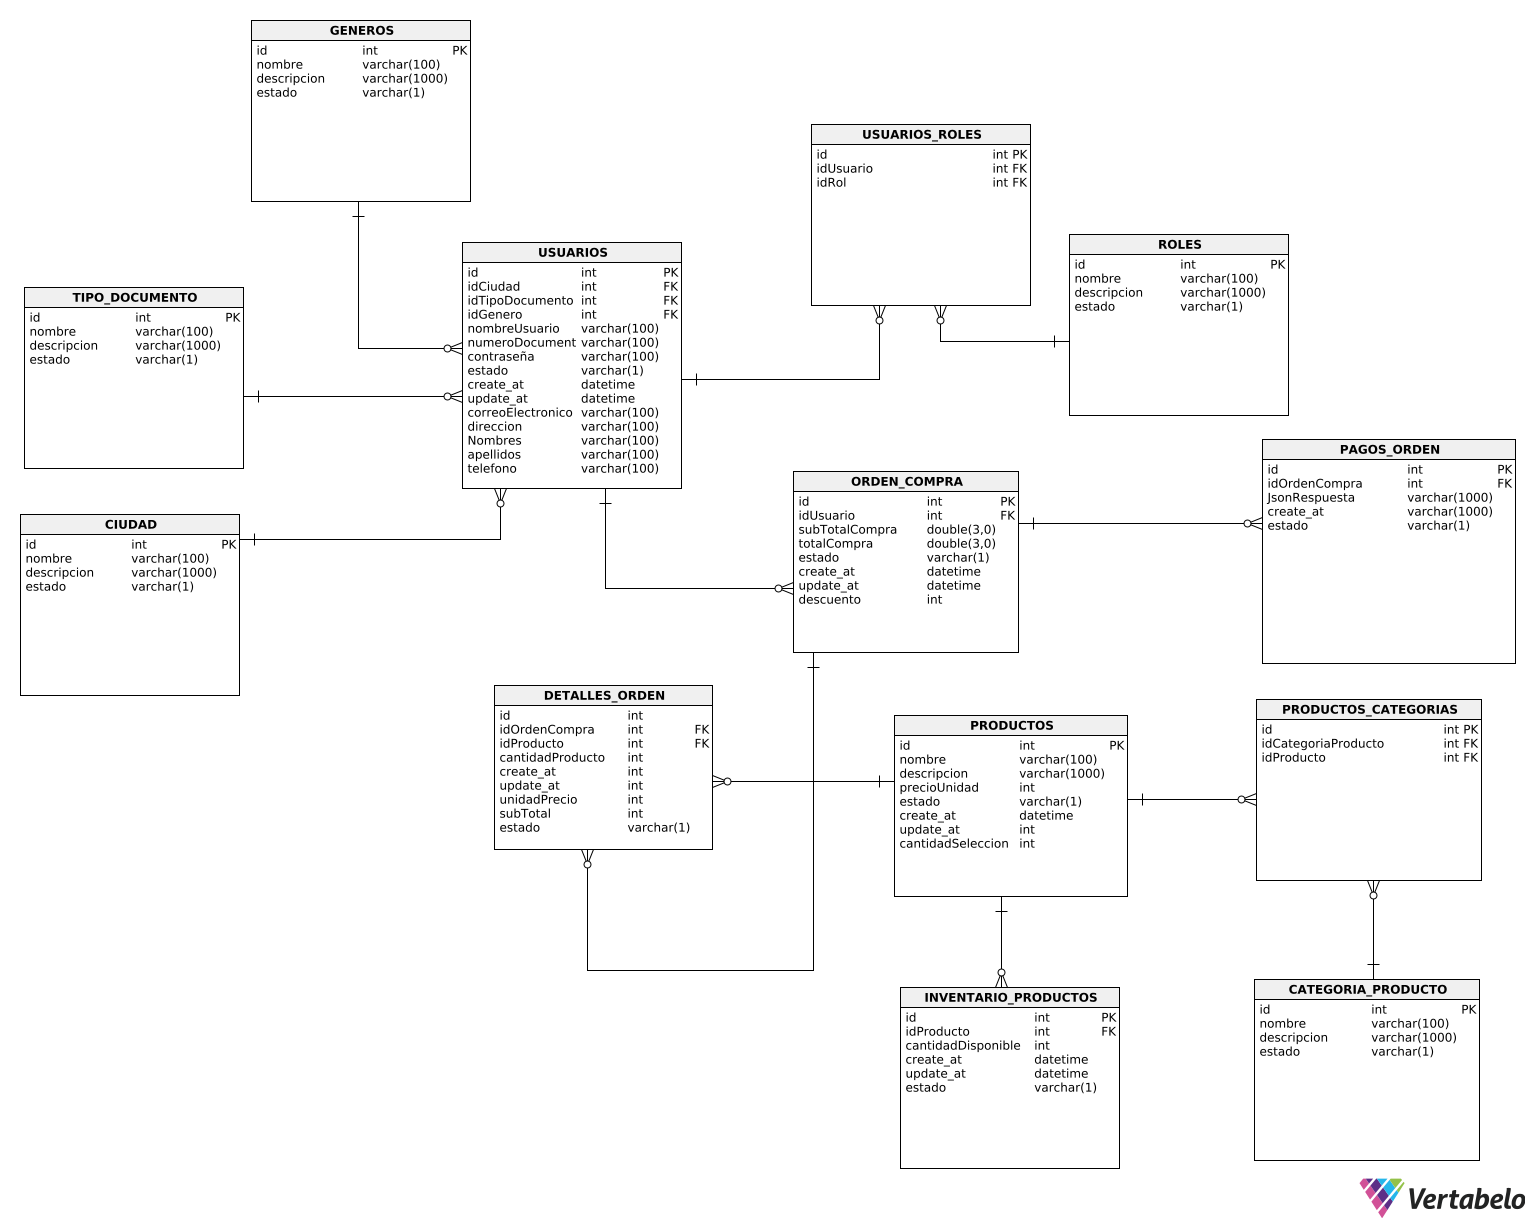 GENEROS
id int PK
nombre varchar(100)
descripcion varchar(1000)
estado varchar(1)
USUARIOS_ROLES
id int PK
idUsuario int FK
idRol int FK
ROLES
id int PK
nombre varchar(100)
descripcion varchar(1000)
estado varchar(1)
USUARIOS
id int PK
idCiudad int FK
idTipoDocumento int FK
idGenero int FK
nombreUsuario varchar(100)
numeroDocument varchar(100)
contraseña varchar(100)
estado varchar(1)
create_at datetime
update_at datetime
correoElectronico varchar(100)
direccion varchar(100)
Nombres varchar(100)
apellidos varchar(100)
telefono varchar(100)
TIPO_DOCUMENTO
id int PK
nombre varchar(100)
descripcion varchar(1000)
estado varchar(1)
CIUDAD
id int PK
nombre varchar(100)
descripcion varchar(1000)
estado varchar(1)
ORDEN_COMPRA
id int PK
idUsuario int FK
subTotalCompra double(3,0)
totalCompra double(3,0)
estado varchar(1)
create_at datetime
update_at datetime
descuento int
PAGOS_ORDEN
id int PK
idOrdenCompra int FK
JsonRespuesta varchar(1000)
create_at varchar(1000)
estado varchar(1)
DETALLES_ORDEN
id int
idOrdenCompra int FK
idProducto int FK
cantidadProducto int
create_at int
update_at int
unidadPrecio int
subTotal int
estado varchar(1)
PRODUCTOS
id int PK
nombre varchar(100)
descripcion varchar(1000)
precioUnidad int
estado varchar(1)
create_at datetime
update_at int
cantidadSeleccion int
PRODUCTOS_CATEGORIAS
id int PK
idCategoriaProducto int FK
idProducto int FK
INVENTARIO_PRODUCTOS
id int PK
idProducto int FK
cantidadDisponible int
create_at datetime
update_at datetime
estado varchar(1)
CATEGORIA_PRODUCTO
id int PK
nombre varchar(100)
descripcion varchar(1000)
estado varchar(1)
Vertabelo